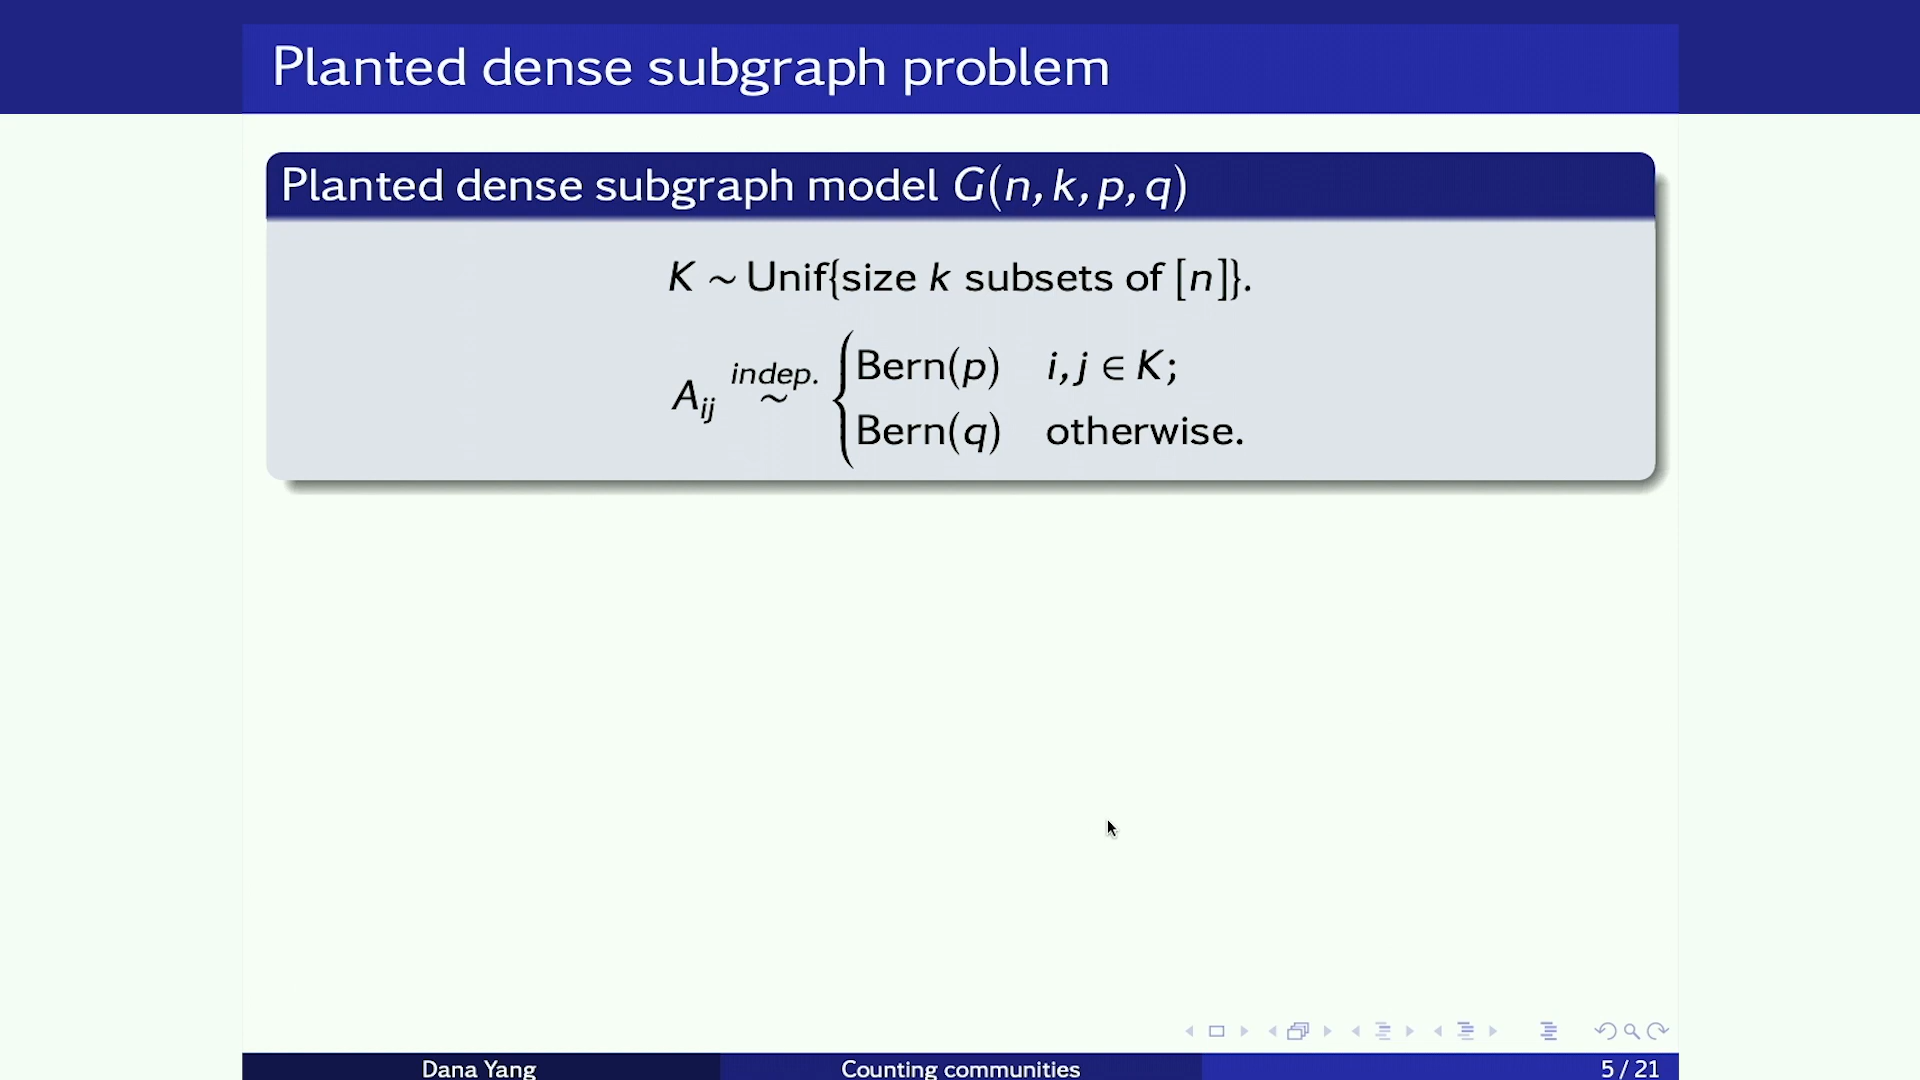 Planted dense subgraph problem
Planted dense subgraph model G(n, k, p, q)
K ∼ Unif{size k subsets of [n]}.
A_ij indep. ∼ { Bern(p) i, j ∈ K;
Bern(q) otherwise.
Dana Yang Counting communities 5 / 21